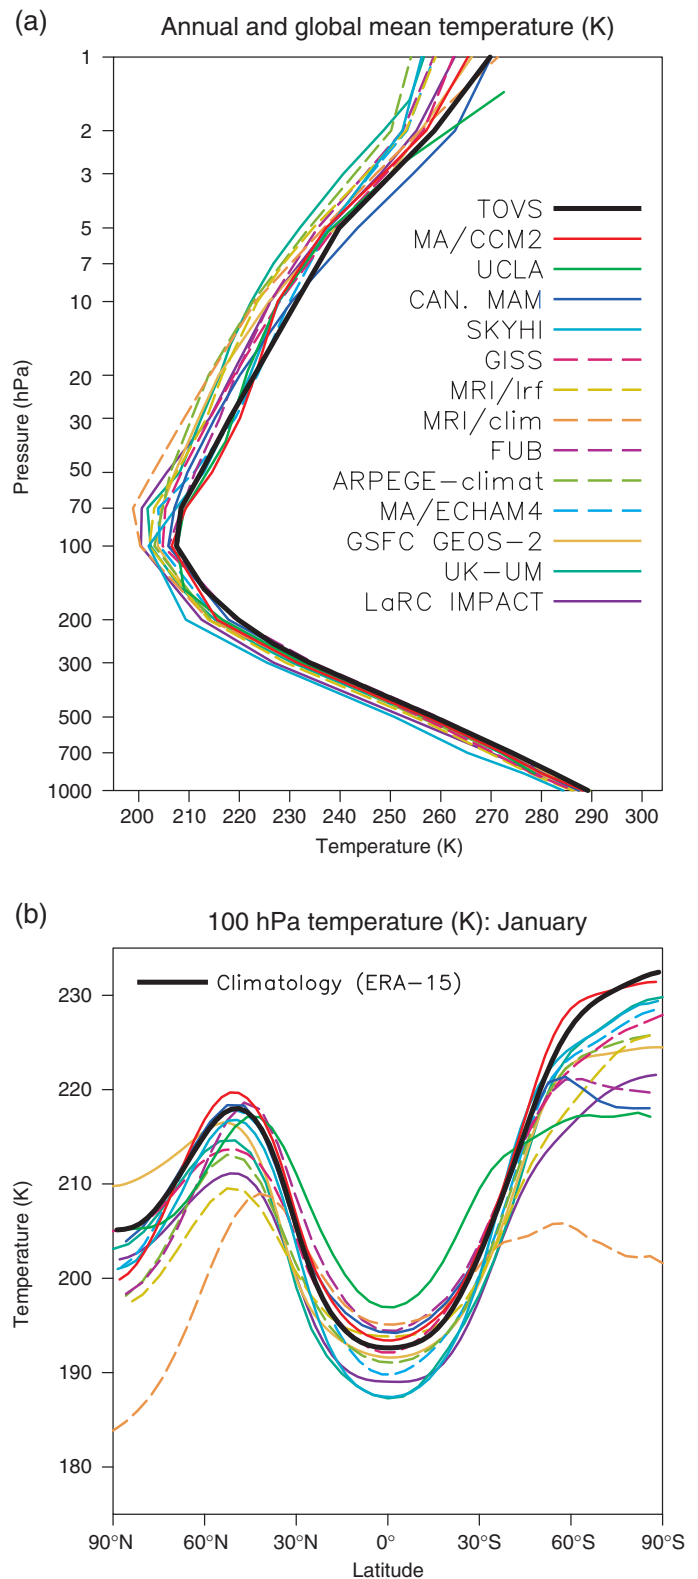 (a)
Annual and global mean temperature (K)
1
2
3
5
7
10
20
30
50
70
100
200
300
500
700
1000
Pressure (hPa)
TOVS
MA/CCM2
UCLA
CAN. MAM
SKYHI
GISS
MRI/lrf
MRI/clim
FUB
ARPEGE-climat
MA/ECHAM4
GSFC GEOS-2
UK-UM
LaRC IMPACT
200 210 220 230 240 250 260 270 280 290 300
Temperature (K)
(b)
100 hPa temperature (K): January
Climatology (ERA-15)
230
220
210
200
190
180
Temperature (K)
90°N 60°N 30°N 0° 30°S 60°S 90°S
Latitude